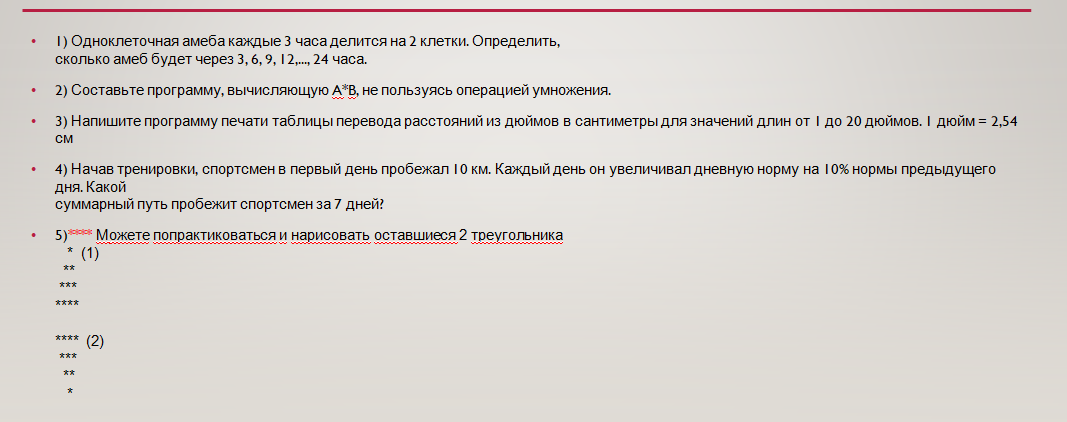 • 1) Одноклеточная амеба каждые 3 часа делится на 2 клетки. Определить,
сколько амеб будет через 3, 6, 9, 12,..., 24 часа.
• 2) Составьте программу, вычисляющую A*B, не пользуясь операцией умножения.
• 3) Напишите программу печати таблицы перевода расстояний из дюймов в сантиметры для значений длин от 1 до 20 дюймов. 1 дюйм = 2,54
см
• 4) Начав тренировки, спортсмен в первый день пробежал 10 км. Каждый день он увеличивал дневную норму на 10% нормы предыдущего
дня. Какой
суммарный путь пробежит спортсмен за 7 дней?
• 5)**** Можете попрактиковаться и нарисовать оставшиеся 2 треугольника
   * (1)
  **
 ***
****
**** (2)
 ***
  **
   *